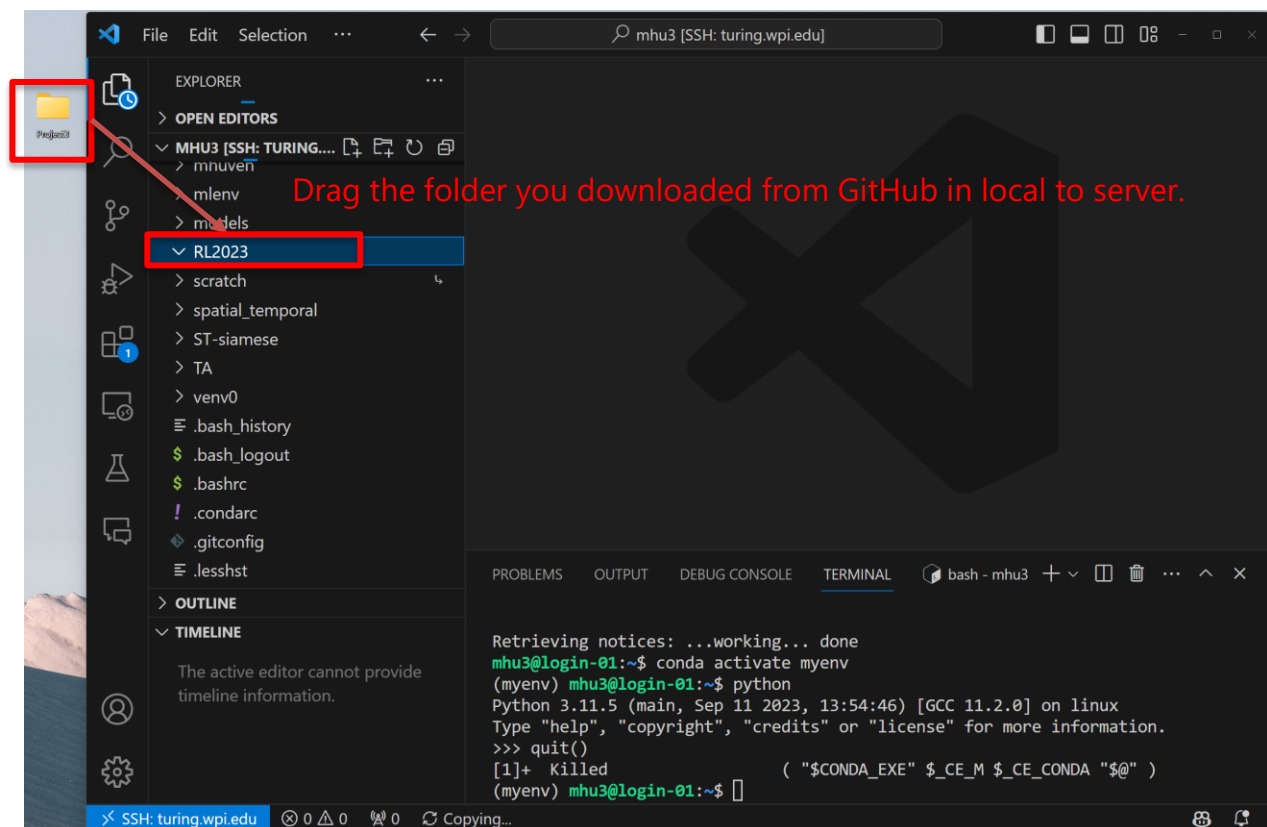 File Edit Selection ··· mhu3 [SSH: turing.wpi.edu]
Project3
EXPLORER ···
OPEN EDITORS
MHU3 [SSH: TURING....
mhuven
mlenv
Drag the folder you downloaded from GitHub in local to server.
models
RL2023
scratch
spatial_temporal
ST-siamese
TA
venv0
.bash_history
$ .bash_logout
$ .bashrc
! .condarc
.gitconfig
.lesshst
OUTLINE
TIMELINE
The active editor cannot provide
timeline information.
1
PROBLEMS OUTPUT DEBUG CONSOLE TERMINAL bash - mhu3 ···
Retrieving notices: ...working... done
mhu3@login-01:~$ conda activate myenv
(myenv) mhu3@login-01:~$ python
Python 3.11.5 (main, Sep 11 2023, 13:54:46) [GCC 11.2.0] on linux
Type "help", "copyright", "credits" or "license" for more information.
>>> quit()
[1]+ Killed ( "$CONDA_EXE" $_CE_M $_CE_CONDA "$@" )
(myenv) mhu3@login-01:~$
SSH: turing.wpi.edu 0 0 0 Copying...